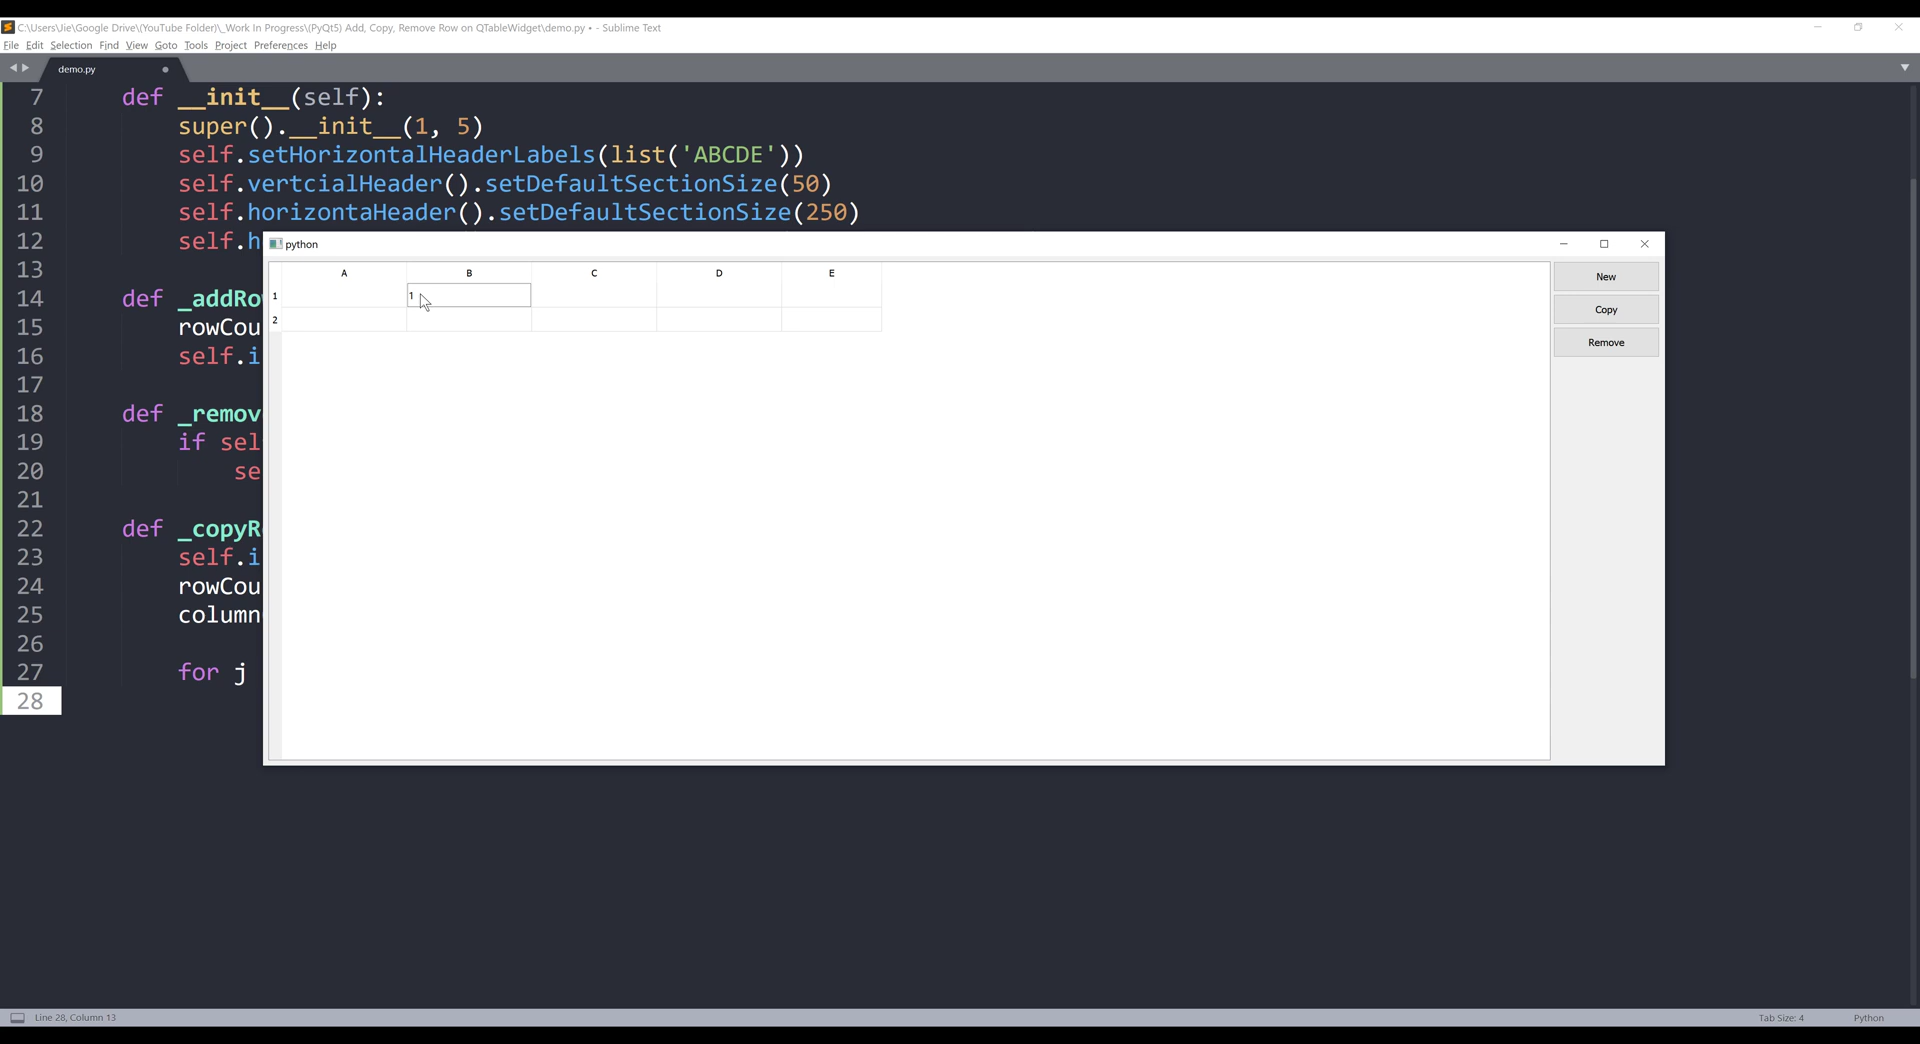 C:\Users\Jie\Google Drive\(YouTube Folder)\_Work In Progress\(PyQt5) Add, Copy, Remove Row on QTableWidget\demo.py • - Sublime Text
File Edit Selection Find View Goto Tools Project Preferences Help
demo.py
7 def __init__(self):
8 super().__init__(1, 5)
9 self.setHorizontalHeaderLabels(list('ABCDE'))
10 self.vertcialHeader().setDefaultSectionSize(50)
11 self.horizontaHeader().setDefaultSectionSize(250)
12 self.h
13
14 def _addRo
15 rowCou
16 self.i
17
18 def _remov
19 if sel
20 se
21
22 def _copyR
23 self.i
24 rowCou
25 column
26
27 for j
28
python
A B C D E
1 1
2
New
Copy
Remove
Line 28, Column 13
Tab Size: 4
Python